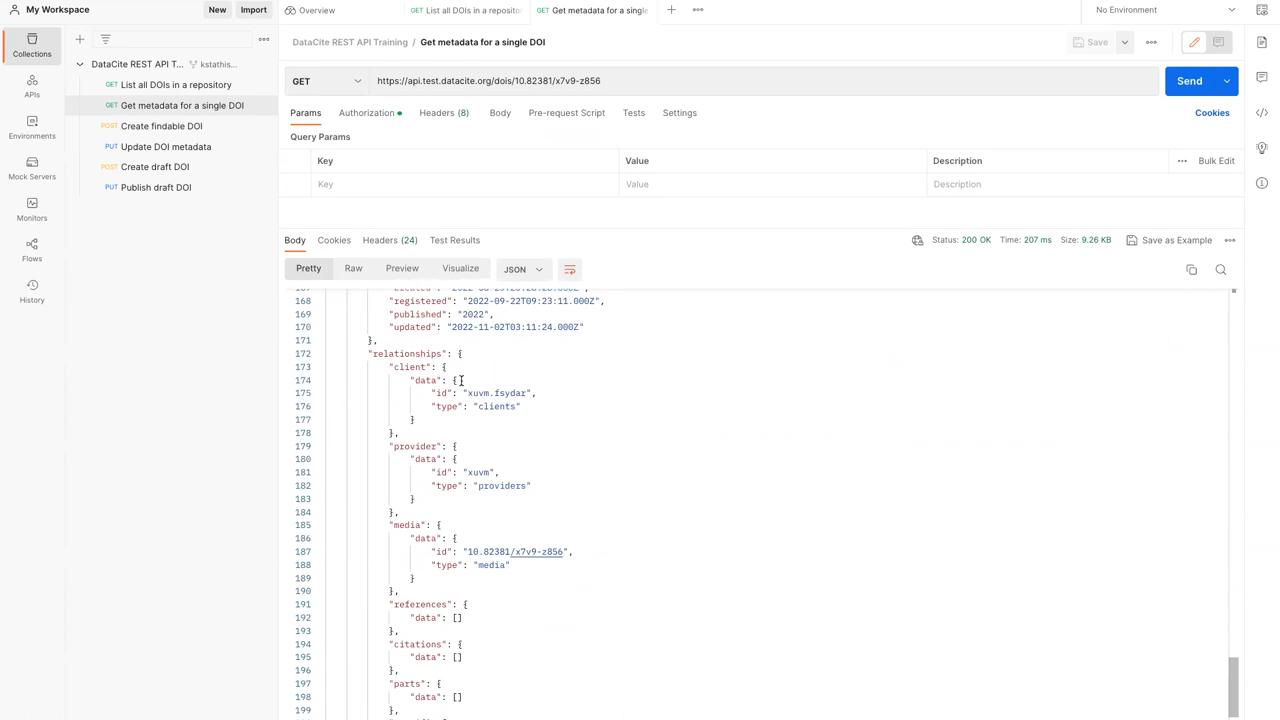 My Workspace
New
Import
Overview
List all DOIs in a reposito
Get metadata for a single
No Environment
Collections
APIs
Environments
Mock Servers
Monitors
Flows
History
DataCite REST API T... kstathis...
GET List all DOIs in a repository
GET Get metadata for a single DOI
POST Create findable DOI
PUT Update DOI metadata
POST Create draft DOI
PUT Publish draft DOI
DataCite REST API Training / Get metadata for a single DOI
Save
GET
https://api.test.datacite.org/dois/10.82381/x7v9-z856
Send
Params
Authorization
Headers (8)
Body
Pre-request Script
Tests
Settings
Cookies
Query Params
Key
Value
Description
Bulk Edit
Key
Value
Description
Body
Cookies
Headers (24)
Test Results
Status: 200 OK
Time: 207 ms
Size: 9.26 KB
Save as Example
Pretty
Raw
Preview
Visualize
JSON
168 "registered": "2022-09-22T09:23:11.000Z",
169 "published": "2022",
170 "updated": "2022-11-02T03:11:24.000Z"
171 },
172 "relationships": {
173 "client": {
174 "data": {
175 "id": "xuvm.fsydar",
176 "type": "clients"
177 }
178 },
179 "provider": {
180 "data": {
181 "id": "xuvm",
182 "type": "providers"
183 }
184 },
185 "media": {
186 "data": {
187 "id": "10.82381/x7v9-z856",
188 "type": "media"
189 }
190 },
191 "references": {
192 "data": []
193 },
194 "citations": {
195 "data": []
196 },
197 "parts": {
198 "data": []
199 },